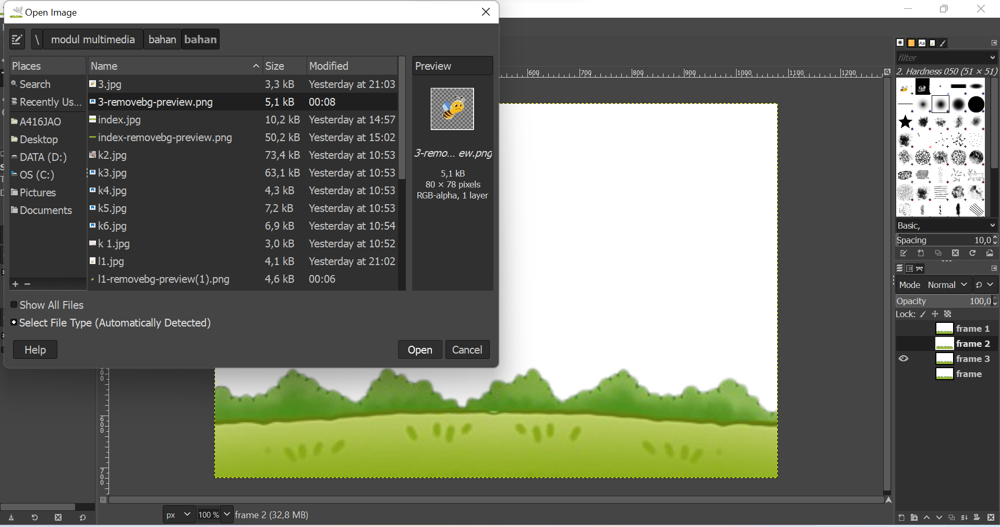 Open Image
\ modul multimedia bahan bahan
Places
Search
Recently Us...
A416JAO
Desktop
DATA (D:)
OS (C:)
Pictures
Documents
Name Size Modified
3.jpg 3,3 kB Yesterday at 21:03
3-removebg-preview.png 5,1 kB 00:08
index.jpg 10,2 kB Yesterday at 14:57
index-removebg-preview.png 50,2 kB Yesterday at 15:02
k2.jpg 73,4 kB Yesterday at 10:53
k3.jpg 63,1 kB Yesterday at 10:53
k4.jpg 4,3 kB Yesterday at 10:53
k5.jpg 7,2 kB Yesterday at 10:53
k6.jpg 6,9 kB Yesterday at 10:54
k 1.jpg 3,0 kB Yesterday at 10:52
l1.jpg 4,1 kB Yesterday at 21:02
l1-removebg-preview(1).png 4,6 kB 00:06
Preview
3-remo... ew.png
5,1 kB
80 × 78 pixels
RGB-alpha, 1 layer
Show All Files
Select File Type (Automatically Detected)
Help Open Cancel
600 700 800 900 1000 1100 1200
600
700
px 100 % frame 2 (32,8 MB)
Aa
filter
2. Hardness 050 (51 × 51)
Basic,
Spacing 10,0
Mode Normal
Opacity 100,0
Lock:
frame 1
frame 2
frame 3
frame